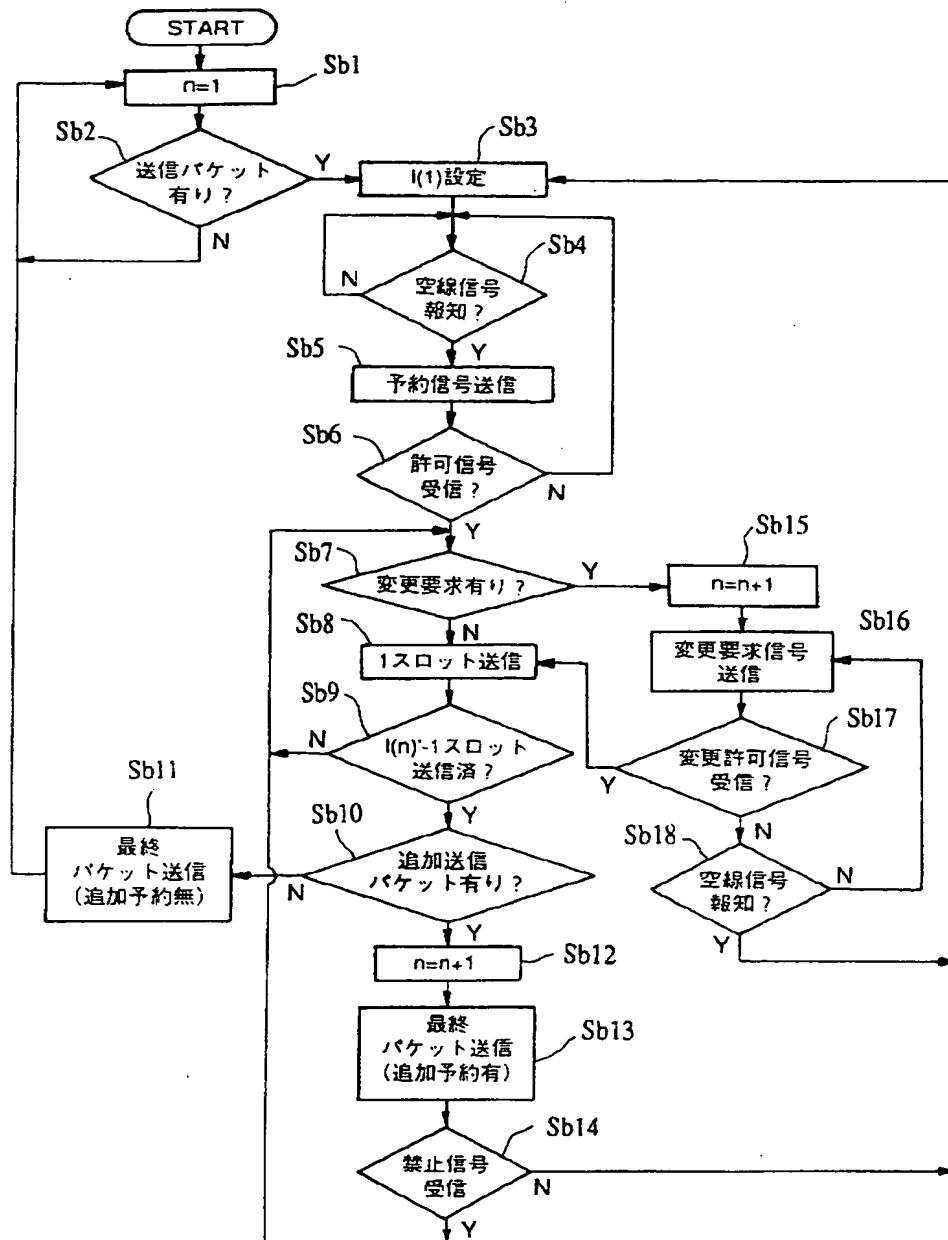 START
Sb1
n=1
Sb2
送信パケット
有り?
Y
N
Sb3
l(1)設定
Sb4
空線信号
報知?
N
Y
Sb5
予約信号送信
Sb6
許可信号
受信?
N
Y
Sb7
変更要求有り?
Y
N
Sb15
n=n+1
Sb8
1スロット送信
Sb16
変更要求信号
送信
Sb9
l(n)'-1スロット
送信済?
N
Y
Sb17
変更許可信号
受信?
Y
N
Sb11
最終
パケット送信
(追加予約無)
Sb10
追加送信
パケット有り?
N
Y
Sb18
空線信号
報知?
N
Y
Sb12
n=n+1
Sb13
最終
パケット送信
(追加予約有)
Sb14
禁止信号
受信
N
Y